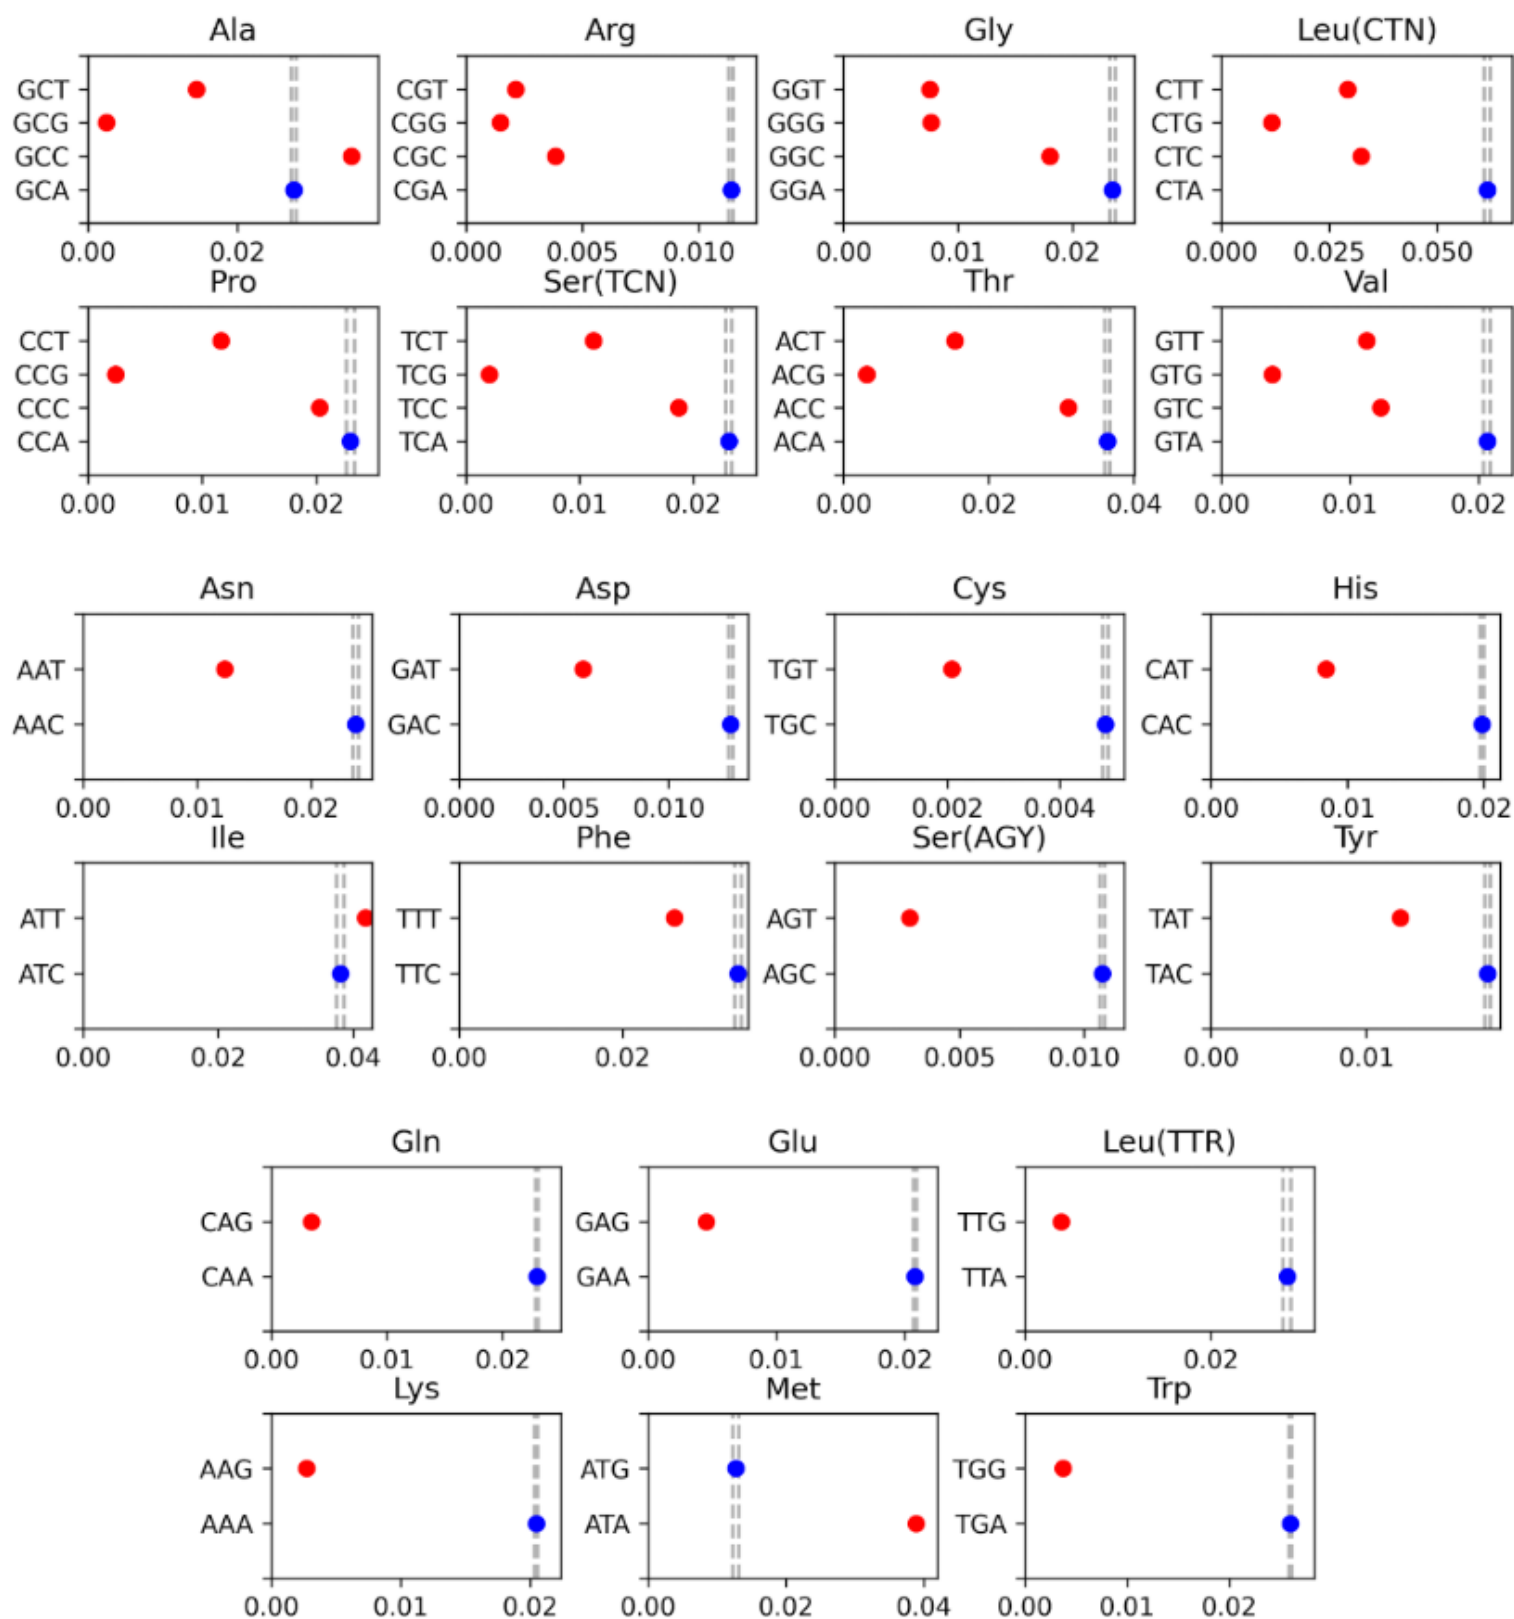 Ala Arg Gly Leu(CTN)
GCT CGT GGT CTT
GCG CGG GGG CTG
GCC CGC GGC CTC
GCA CGA GGA CTA
0.00 0.02 0.000 0.005 0.010 0.00 0.01 0.02 0.000 0.025 0.050
Pro Ser(TCN) Thr Val
CCT TCT ACT GTT
CCG TCG ACG GTG
CCC TCC ACC GTC
CCA TCA ACA GTA
0.00 0.01 0.02 0.00 0.01 0.02 0.00 0.02 0.04 0.00 0.01 0.02
Asn Asp Cys His
AAT GAT TGT CAT
AAC GAC TGC CAC
0.00 0.01 0.02 0.000 0.005 0.010 0.000 0.002 0.004 0.00 0.01 0.02
Ile Phe Ser(AGY) Tyr
ATT TTT AGT TAT
ATC TTC AGC TAC
0.00 0.02 0.04 0.00 0.02 0.000 0.005 0.010 0.00 0.01
Gln Glu Leu(TTR)
CAG GAG TTG
CAA GAA TTA
0.00 0.01 0.02 0.00 0.01 0.02 0.00 0.02
Lys Met Trp
AAG ATG TGG
AAA ATA TGA
0.00 0.01 0.02 0.00 0.02 0.04 0.00 0.01 0.02